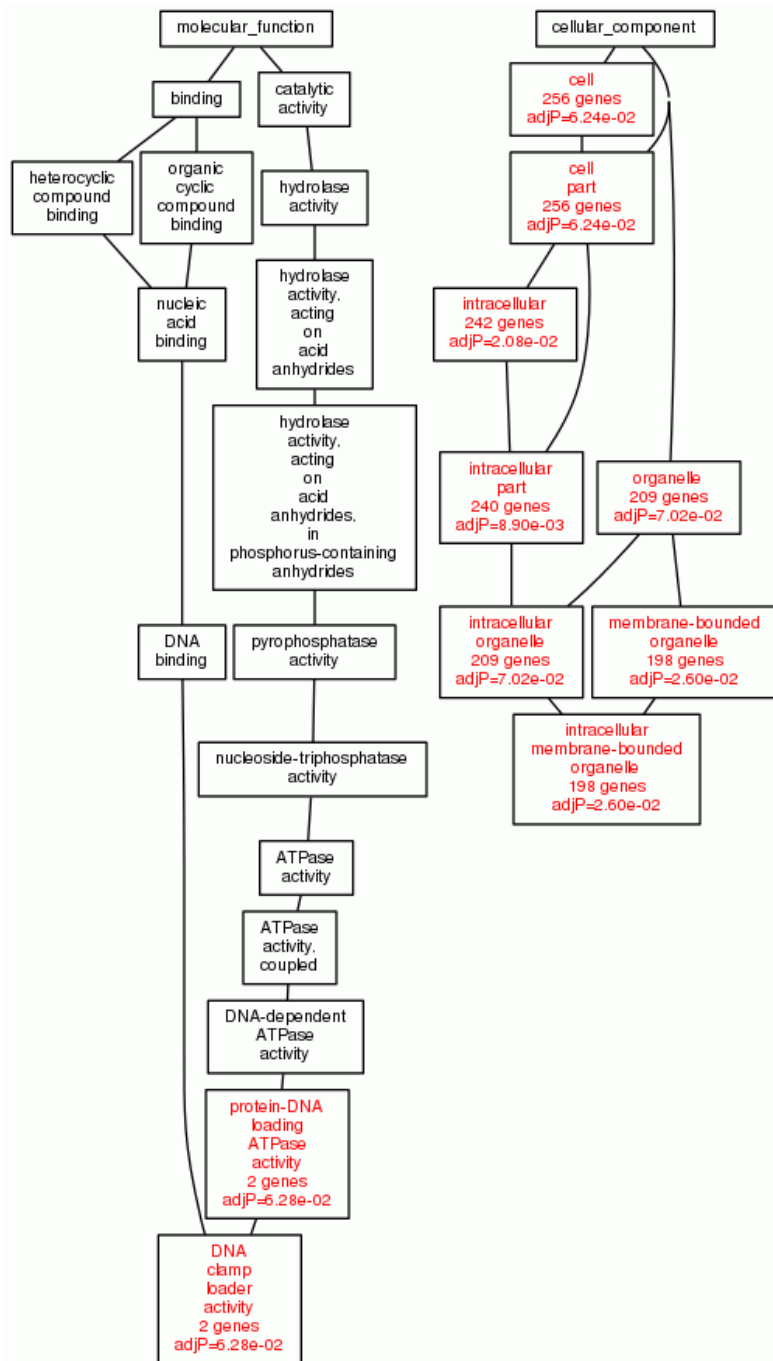 molecular_function
binding
catalytic
activity
heterocyclic
compound
binding
organic
cyclic
compound
binding
hydrolase
activity
nucleic
acid
binding
hydrolase
activity,
acting
on
acid
anhydrides
hydrolase
activity,
acting
on
acid
anhydrides,
in
phosphorus-containing
anhydrides
DNA
binding
pyrophosphatase
activity
nucleoside-triphosphatase
activity
ATPase
activity
ATPase
activity,
coupled
DNA-dependent
ATPase
activity
protein-DNA
loading
ATPase
activity
2 genes
adjP=6.28e-02
DNA
clamp
loader
activity
2 genes
adjP=6.28e-02
cellular_component
cell
256 genes
adjP=6.24e-02
cell
part
256 genes
adjP=6.24e-02
intracellular
242 genes
adjP=2.08e-02
intracellular
part
240 genes
adjP=8.90e-03
organelle
209 genes
adjP=7.02e-02
intracellular
organelle
209 genes
adjP=7.02e-02
membrane-bounded
organelle
198 genes
adjP=2.60e-02
intracellular
membrane-bounded
organelle
198 genes
adjP=2.60e-02